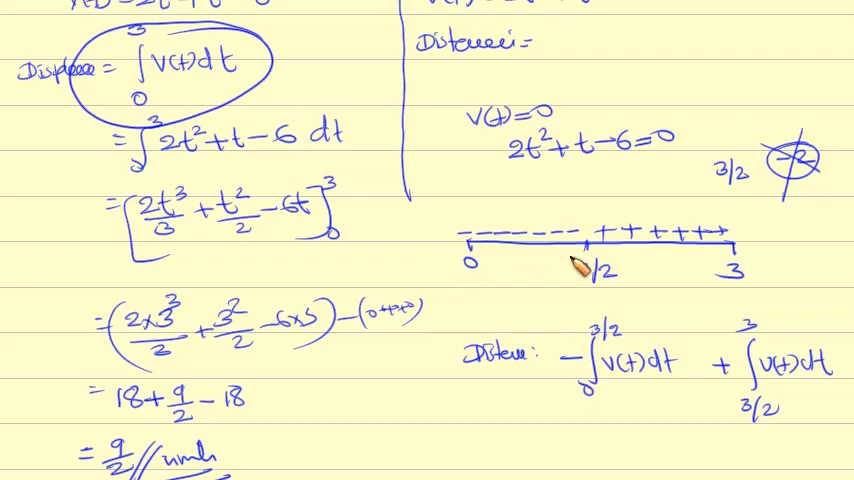 Displace = ∫₀³ V(t)dt
= ∫₀³ 2t² + t - 6 dt
= [2t³/3 + t²/2 - 6t]₀³
= (2×3³/3 + 3²/2 - 6×3) - (0+0+0)
= 18 + 9/2 - 18
= 9/2 //
Distance:
V(t) = 0
2t² + t - 6 = 0
3/2 -2
- - - - - - - + + + + +
0 3/2 3
Distance: - ∫₀^3/2 V(t)dt + ∫_3/2^3 V(t)dt